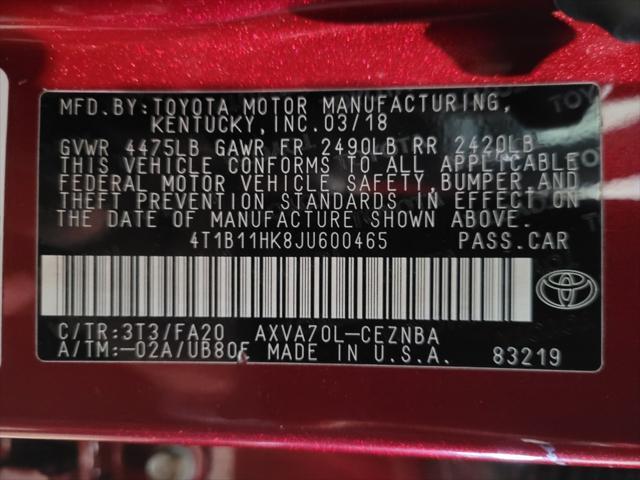 MFD.BY:TOYOTA MOTOR MANUFACTURING,
KENTUCKY,INC.03/18
GVWR 4475LB GAWR FR 2490LB RR 2420LB
THIS VEHICLE CONFORMS TO ALL APPLICABLE
FEDERAL MOTOR VEHICLE SAFETY,BUMPER,AND
THEFT PREVENTION STANDARDS IN EFFECT ON
THE DATE OF MANUFACTURE SHOWN ABOVE.
4T1B11HK8JU600465 PASS.CAR
C/TR:3T3/FA20 AXVA70L-CEZNBA
A/TM:-02A/UB80E MADE IN U.S.A. 83219